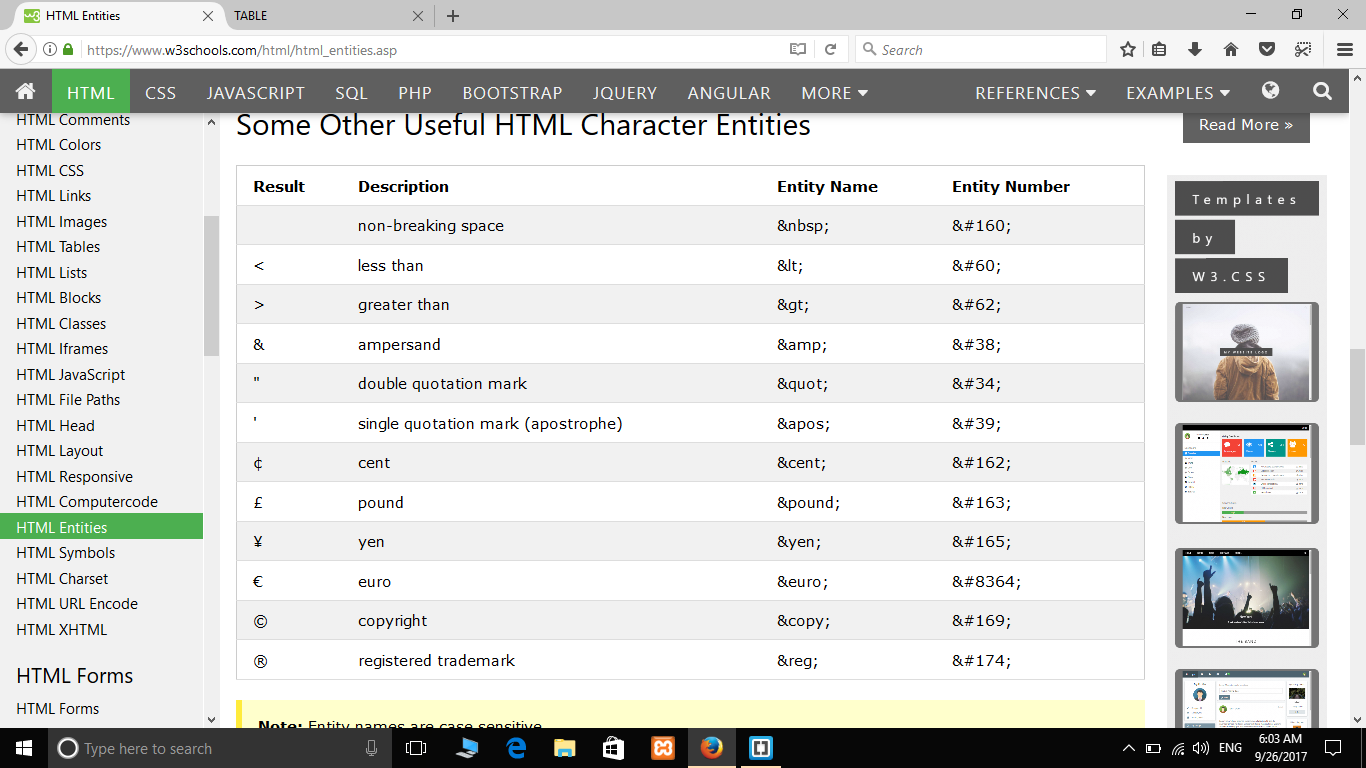 HTML Entities
TABLE
https://www.w3schools.com/html/html_entities.asp
Search
HTML
CSS
JAVASCRIPT
SQL
PHP
BOOTSTRAP
JQUERY
ANGULAR
MORE
REFERENCES
EXAMPLES
HTML Comments
HTML Colors
HTML CSS
HTML Links
HTML Images
HTML Tables
HTML Lists
HTML Blocks
HTML Classes
HTML Iframes
HTML JavaScript
HTML File Paths
HTML Head
HTML Layout
HTML Responsive
HTML Computercode
HTML Entities
HTML Symbols
HTML Charset
HTML URL Encode
HTML XHTML
HTML Forms
HTML Forms
Some Other Useful HTML Character Entities
Result Description Entity Name Entity Number
non-breaking space &nbsp; &#160;
< less than &lt; &#60;
> greater than &gt; &#62;
& ampersand &amp; &#38;
" double quotation mark &quot; &#34;
' single quotation mark (apostrophe) &apos; &#39;
¢ cent &cent; &#162;
£ pound &pound; &#163;
¥ yen &yen; &#165;
€ euro &euro; &#8364;
© copyright &copy; &#169;
® registered trademark &reg; &#174;
Note: Entity names are case sensitive
Read More »
Templates
by
W3.CSS
MY WEBSITE LOGO
Type here to search
ENG
6:03 AM
9/26/2017